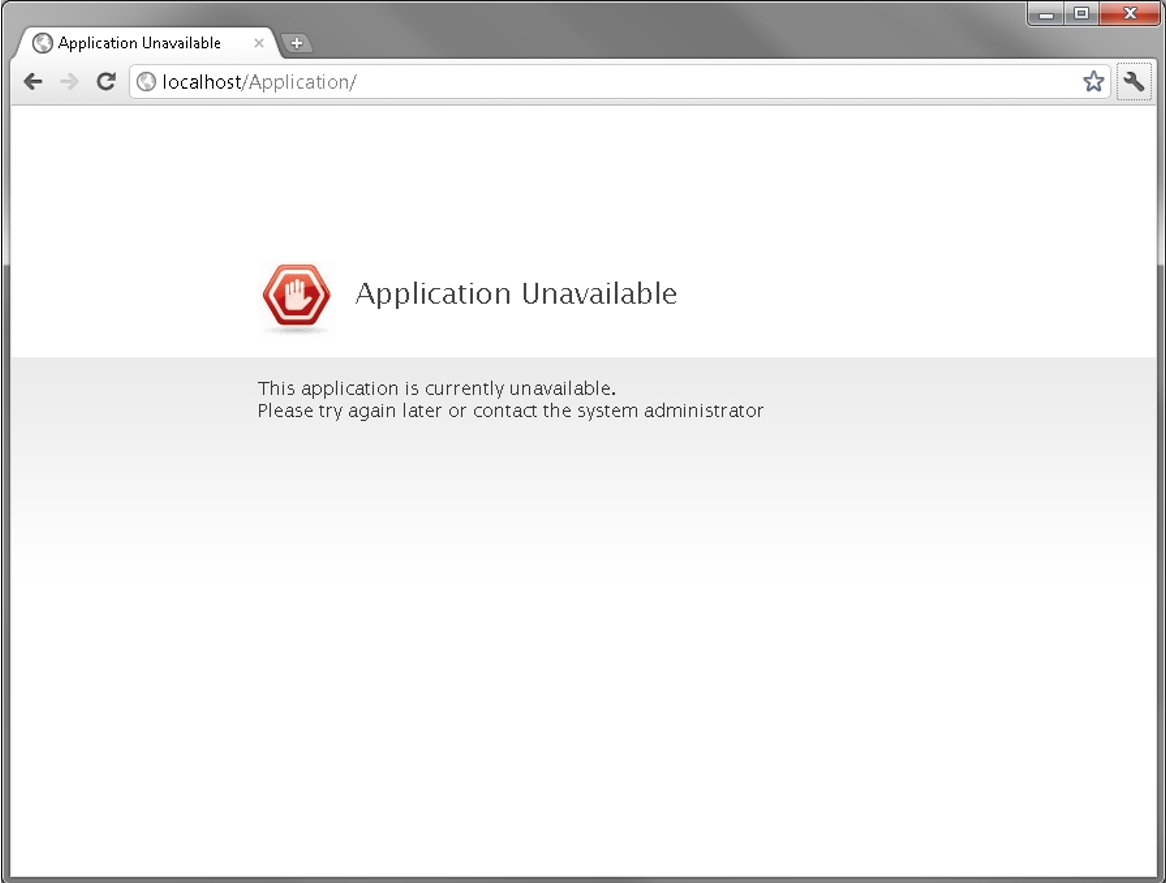 Application Unavailable
localhost/Application/
Application Unavailable
This application is currently unavailable.
Please try again later or contact the system administrator